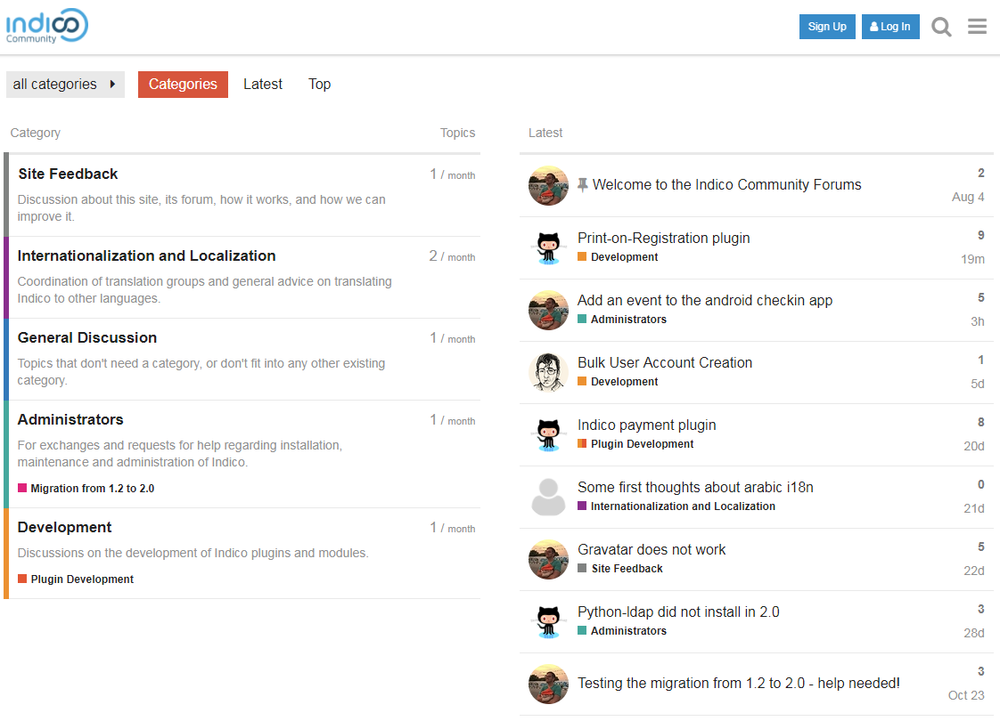 indico
Community
Sign Up
Log In
all categories
Categories
Latest
Top
Category
Topics
Site Feedback
1 / month
Discussion about this site, its forum, how it works, and how we can
improve it.
Internationalization and Localization
2 / month
Coordination of translation groups and general advice on translating
Indico to other languages.
General Discussion
1 / month
Topics that don't need a category, or don't fit into any other existing
category.
Administrators
1 / month
For exchanges and requests for help regarding installation,
maintenance and administration of Indico.
Migration from 1.2 to 2.0
Development
1 / month
Discussions on the development of Indico plugins and modules.
Plugin Development
Latest
Welcome to the Indico Community Forums
2
Aug 4
Print-on-Registration plugin
9
Development
19m
Add an event to the android checkin app
5
Administrators
3h
Bulk User Account Creation
1
Development
5d
Indico payment plugin
8
Plugin Development
20d
Some first thoughts about arabic i18n
0
Internationalization and Localization
21d
Gravatar does not work
5
Site Feedback
22d
Python-ldap did not install in 2.0
3
Administrators
28d
Testing the migration from 1.2 to 2.0 - help needed!
3
Oct 23